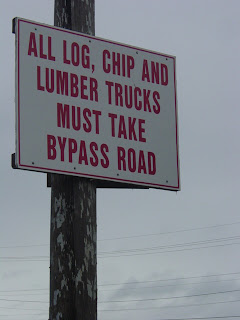 ALL LOG, CHIP AND
LUMBER TRUCKS
MUST TAKE
BYPASS ROAD